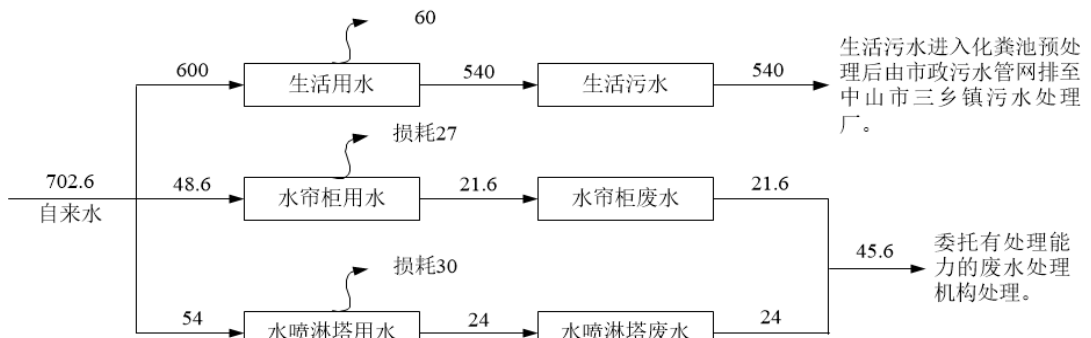 60
600
生活用水
540
生活污水
540
生活污水进入化粪池预处
理后由市政污水管网排至
中山市三乡镇污水处理
厂。
损耗27
702.6
自来水
48.6
水帘柜用水
21.6
水帘柜废水
21.6
45.6
委托有处理能
力的废水处理
机构处理。
损耗30
54
水喷淋塔用水
24
水喷淋塔废水
24